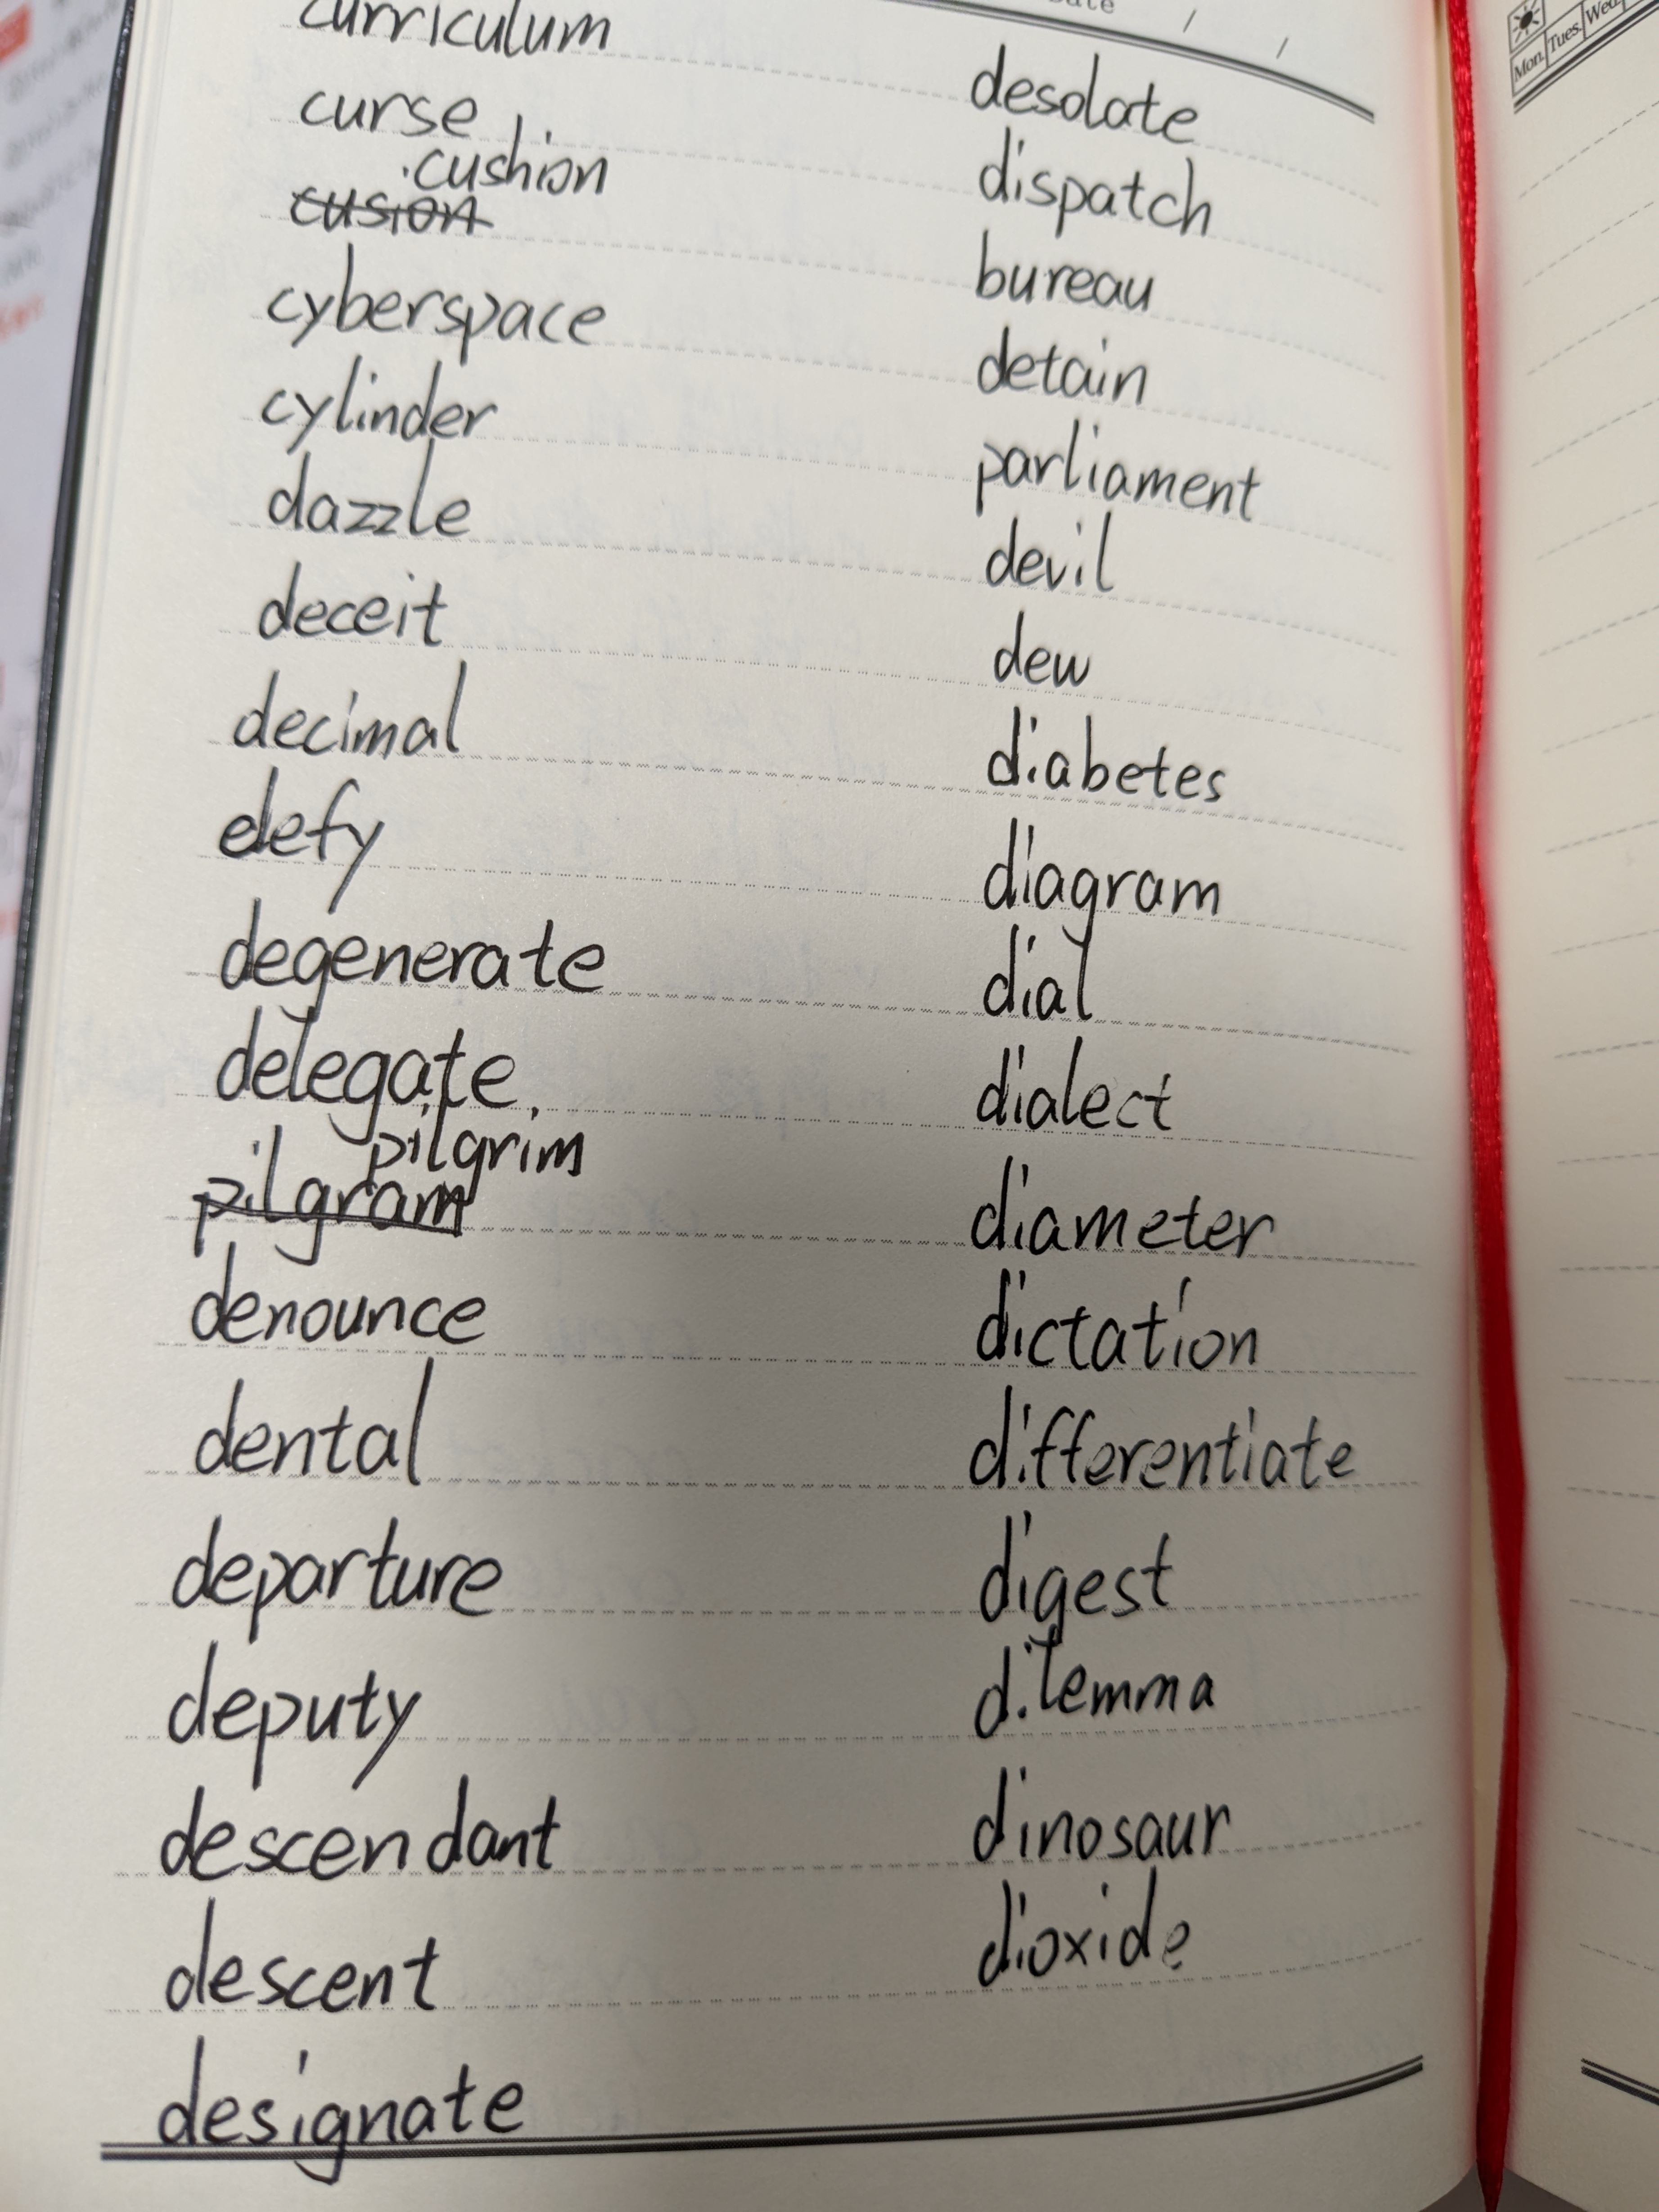 curriculum
curse
cushion
cusion
cyberspace
cylinder
dazzle
deceit
decimal
defy
degenerate
delegate
pilgrim
pilgram
denounce
dental
departure
deputy
descendant
descent
designate
Date / /
desolate
dispatch
bureau
detain
parliament
devil
dew
diabetes
diagram
dial
dialect
diameter
dictation
differentiate
digest
dilemma
dinosaur
dioxide
Mon. Tues. Wed.